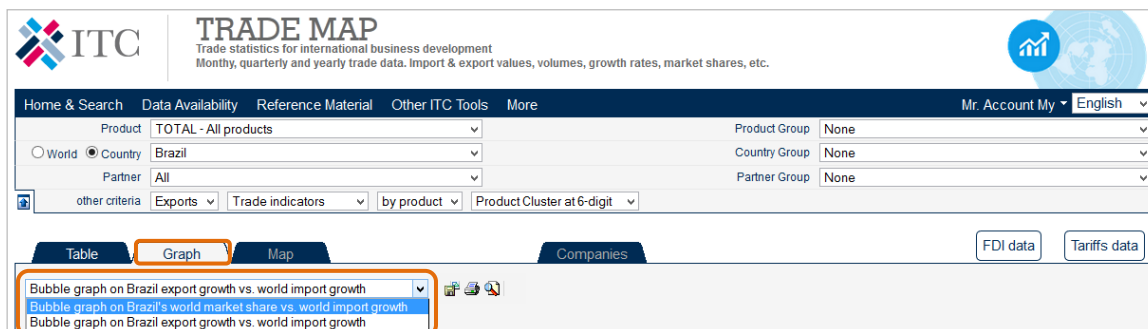 ITC
TRADE MAP
Trade statistics for international business development
Monthy, quarterly and yearly trade data. Import & export values, volumes, growth rates, market shares, etc.
Home & Search Data Availability Reference Material Other ITC Tools More Mr. Account My English
Product TOTAL - All products Product Group None
World Country Brazil Country Group None
Partner All Partner Group None
other criteria Exports Trade indicators by product Product Cluster at 6-digit
Table Graph Map Companies FDI data Tariffs data
Bubble graph on Brazil export growth vs. world import growth
Bubble graph on Brazil's world market share vs. world import growth
Bubble graph on Brazil export growth vs. world import growth